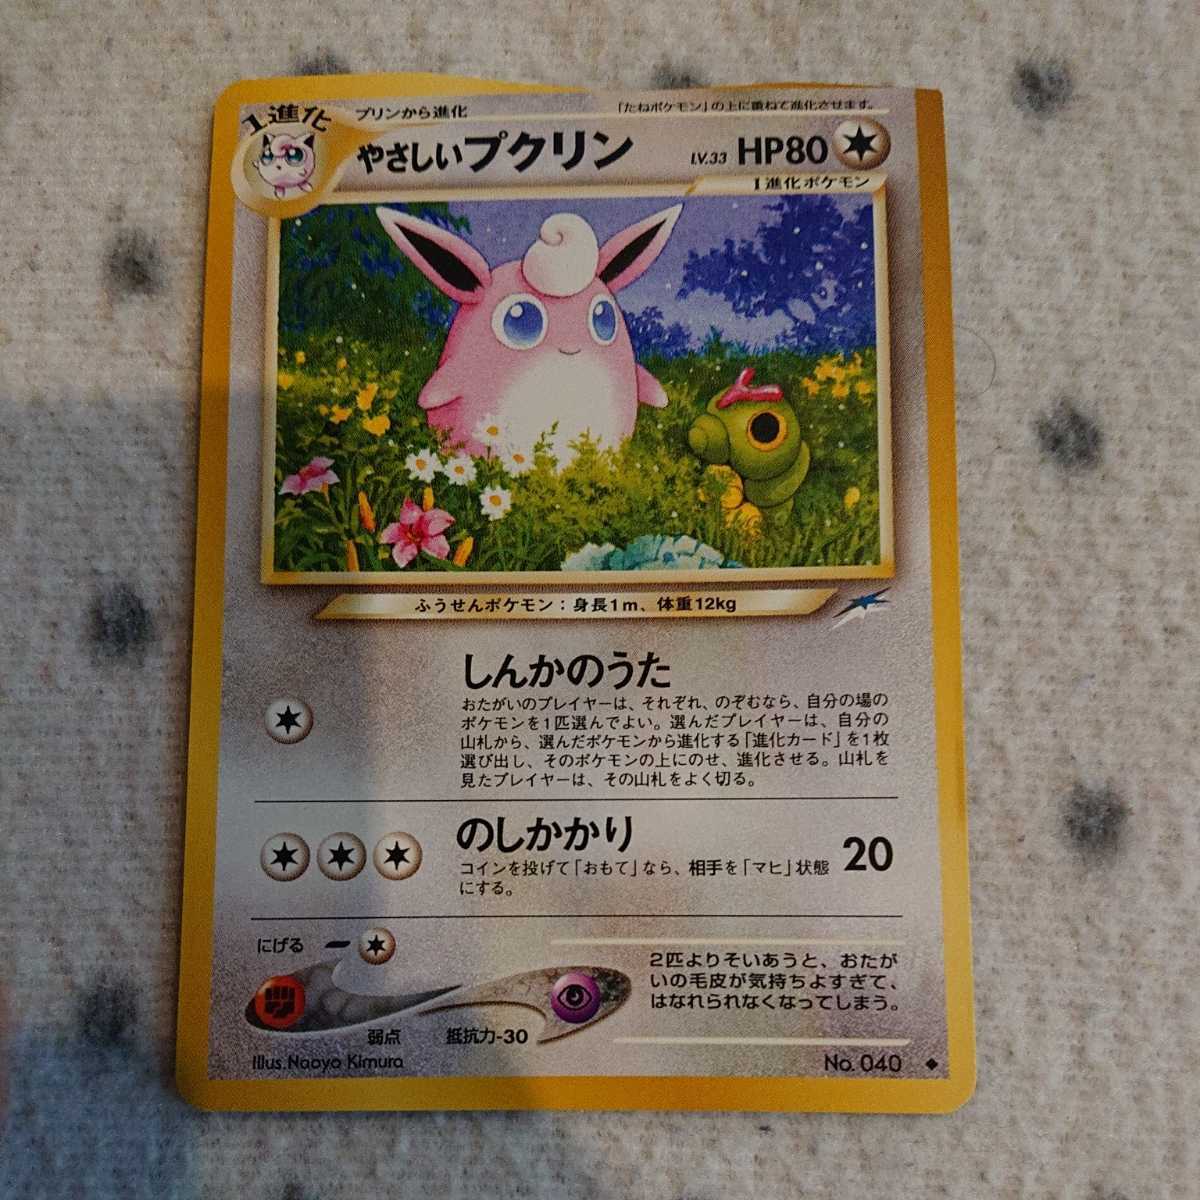 1進化
プリンから進化
「たねポケモン」の上に重ねて進化させます。
やさしいプクリン
LV.33 HP80
1進化ポケモン
ふうせんポケモン:身長1m、体重12kg
しんかのうた
おたがいのプレイヤーは、それぞれ、のぞむなら、自分の場の
ポケモンを1匹選んでよい。選んだプレイヤーは、自分の
山札から、選んだポケモンから進化する「進化カード」を1枚
選び出し、そのポケモンの上にのせ、進化させる。山札を
見たプレイヤーは、その山札をよく切る。
のしかかり
20
コインを投げて「おもて」なら、相手を「マヒ」状態
にする。
にげる
弱点
抵抗力-30
2匹よりそいあうと、おたが
いの毛皮が気持ちよすぎて、
はなれられなくなってしまう。
Illus. Naoyo Kimura
No. 040